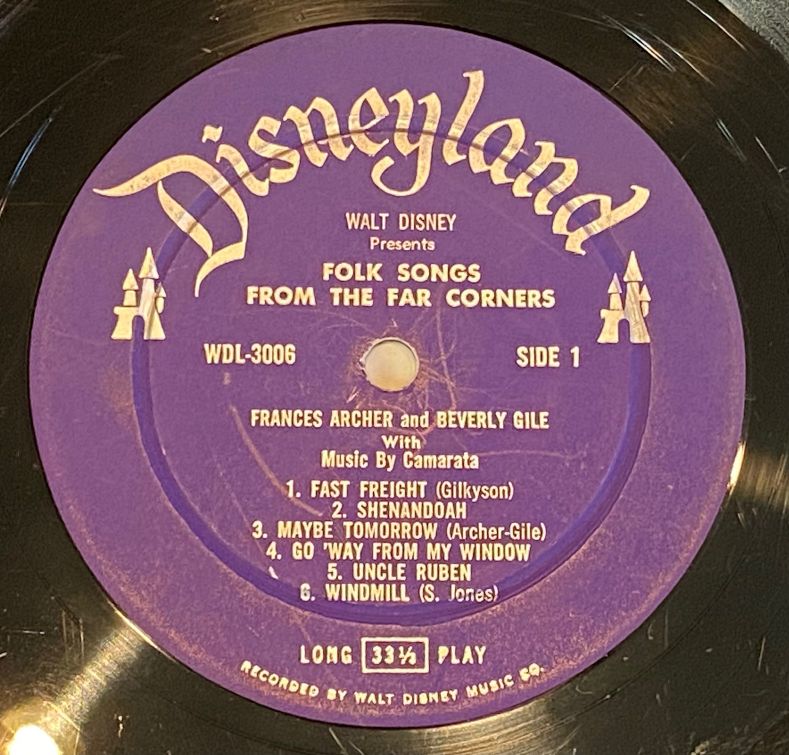 Disneyland
WALT DISNEY
Presents
FOLK SONGS
FROM THE FAR CORNERS
WDL-3006 SIDE 1
FRANCES ARCHER and BEVERLY GILE
With
Music By Camarata
1. FAST FREIGHT (Gilkyson)
2. SHENANDOAH
3. MAYBE TOMORROW (Archer-Gile)
4. GO 'WAY FROM MY WINDOW
5. UNCLE RUBEN
6. WINDMILL (S. Jones)
LONG 33⅓ PLAY
RECORDED BY WALT DISNEY MUSIC CO.